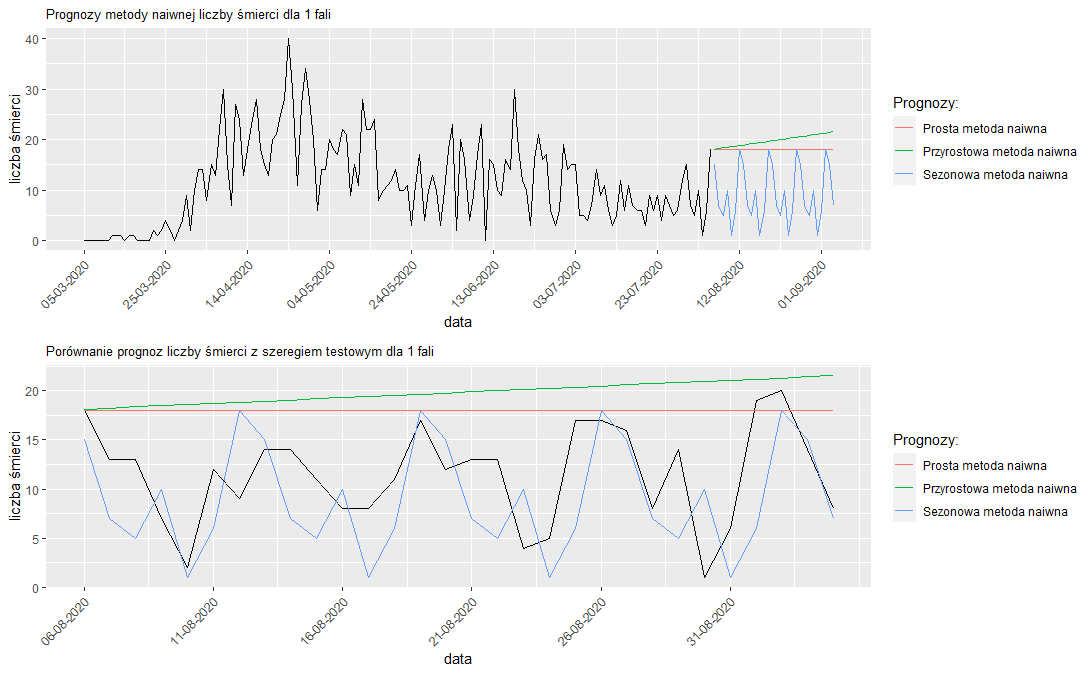 Prognozy metody naiwnej liczby śmierci dla 1 fali
liczba śmierci
40
30
20
10
0
05-03-2020
25-03-2020
14-04-2020
04-05-2020
24-05-2020
13-06-2020
03-07-2020
23-07-2020
12-08-2020
01-09-2020
data
Prognozy:
Prosta metoda naiwna
Przyrostowa metoda naiwna
Sezonowa metoda naiwna
Porównanie prognoz liczby śmierci z szeregiem testowym dla 1 fali
liczba śmierci
20
15
10
5
0
06-08-2020
11-08-2020
16-08-2020
21-08-2020
26-08-2020
31-08-2020
data
Prognozy:
Prosta metoda naiwna
Przyrostowa metoda naiwna
Sezonowa metoda naiwna